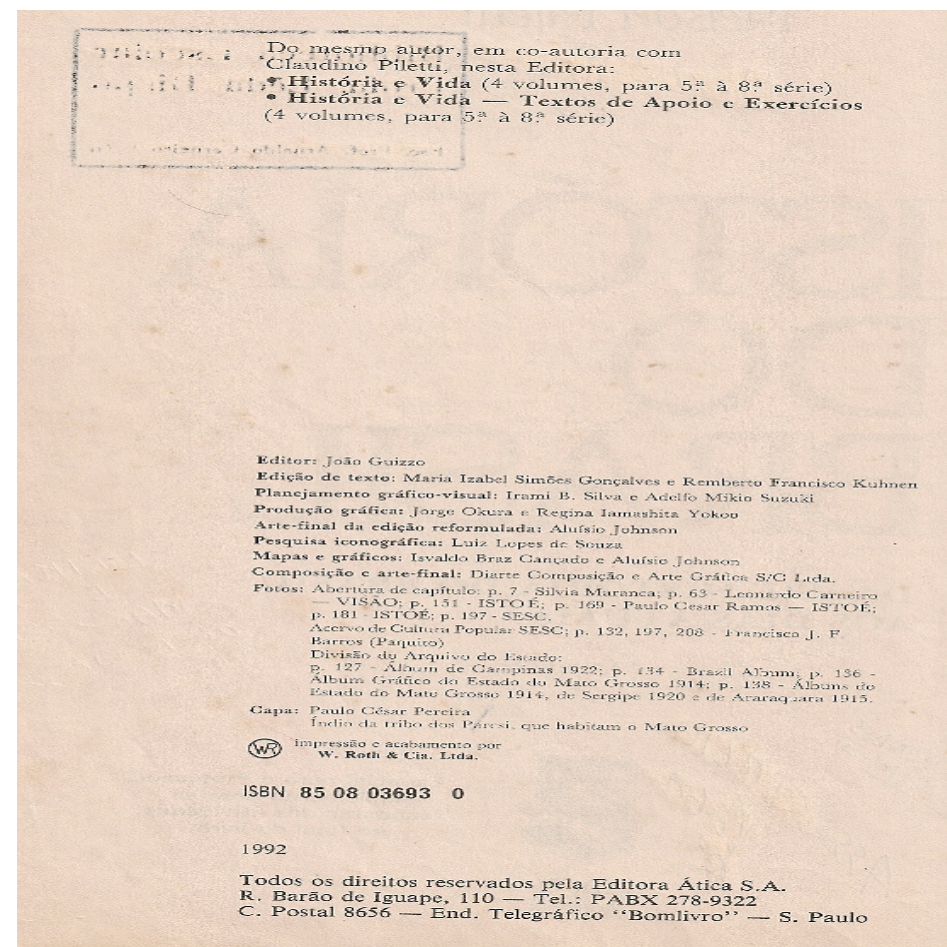 Do mesmo autor, em co-autoria com
Claudino Piletti, nesta Editora:
• História e Vida (4 volumes, para 5ª à 8ª série)
• História e Vida — Textos de Apoio e Exercícios
(4 volumes, para 5ª à 8ª série)
Editor: João Guizzo
Edição de texto: Maria Izabel Simões Gonçalves e Remberto Francisco Kuhnen
Planejamento gráfico-visual: Irami B. Silva e Adelfo Mikio Suzuki
Produção gráfica: Jorge Okura e Regina Iamashita Yokoo
Arte-final da edição reformulada: Aluísio Johnson
Pesquisa iconográfica: Luiz Lopes de Souza
Mapas e gráficos: Isvaldo Braz Cançado e Aluísio Johnson
Composição e arte-final: Diarte Composição e Arte Gráfica S/C Ltda.
Fotos: Abertura de capítulo: p. 7 - Silvia Maranca; p. 63 - Leonardo Carneiro
— VISÃO; p. 151 - ISTOÉ; p. 169 - Paulo Cesar Ramos — ISTOÉ;
p. 181 - ISTOÉ; p. 197 - SESC.
Acervo de Cultura Popular SESC; p. 132, 197, 208 - Francisco J. F.
Barros (Paquito)
Divisão do Arquivo do Estado:
p. 127 - Álbum de Campinas 1922; p. 134 - Brazil Album; p. 136 -
Álbum Gráfico do Estado do Mato Grosso 1914; p. 138 - Álbuns do
Estado do Mato Grosso 1914, de Sergipe 1920 e de Araraquara 1915.
Capa: Paulo César Pereira
Índio da tribo dos Pareсi, que habitam o Mato Grosso
WR impressão e acabamento por
W. Roth & Cia. Ltda.
ISBN 85 08 03693 0
1992
Todos os direitos reservados pela Editora Ática S.A.
R. Barão de Iguape, 110 — Tel.: PABX 278-9322
C. Postal 8656 — End. Telegráfico “Bomlivro” — S. Paulo